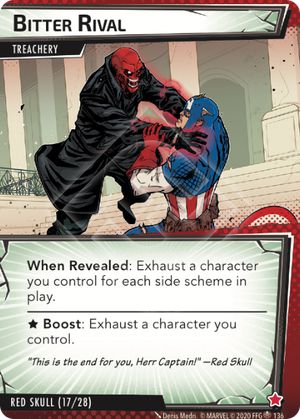 BITTER RIVAL
TREACHERY
When Revealed: Exhaust a character
you control for each side scheme in
play.
★ Boost: Exhaust a character you
control.
"This is the end for you, Herr Captain!" —Red Skull
RED SKULL (17/28)
Denis Medri © MARVEL © 2020 FFG 136